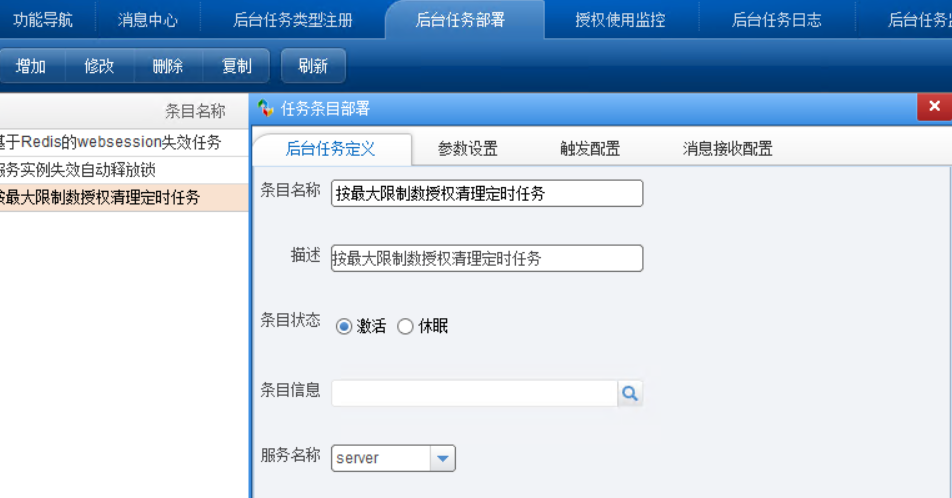 功能导航 消息中心 后台任务类型注册 后台任务部署 授权使用监控 后台任务日志 后台任务
增加 修改 删除 复制 刷新
条目名称
基于Redis的websession失效任务
服务实例失效自动释放锁
按最大限制数授权清理定时任务
任务条目部署
后台任务定义 参数设置 触发配置 消息接收配置
条目名称 按最大限制数授权清理定时任务
描述 按最大限制数授权清理定时任务
条目状态 激活 休眠
条目信息
服务名称 server